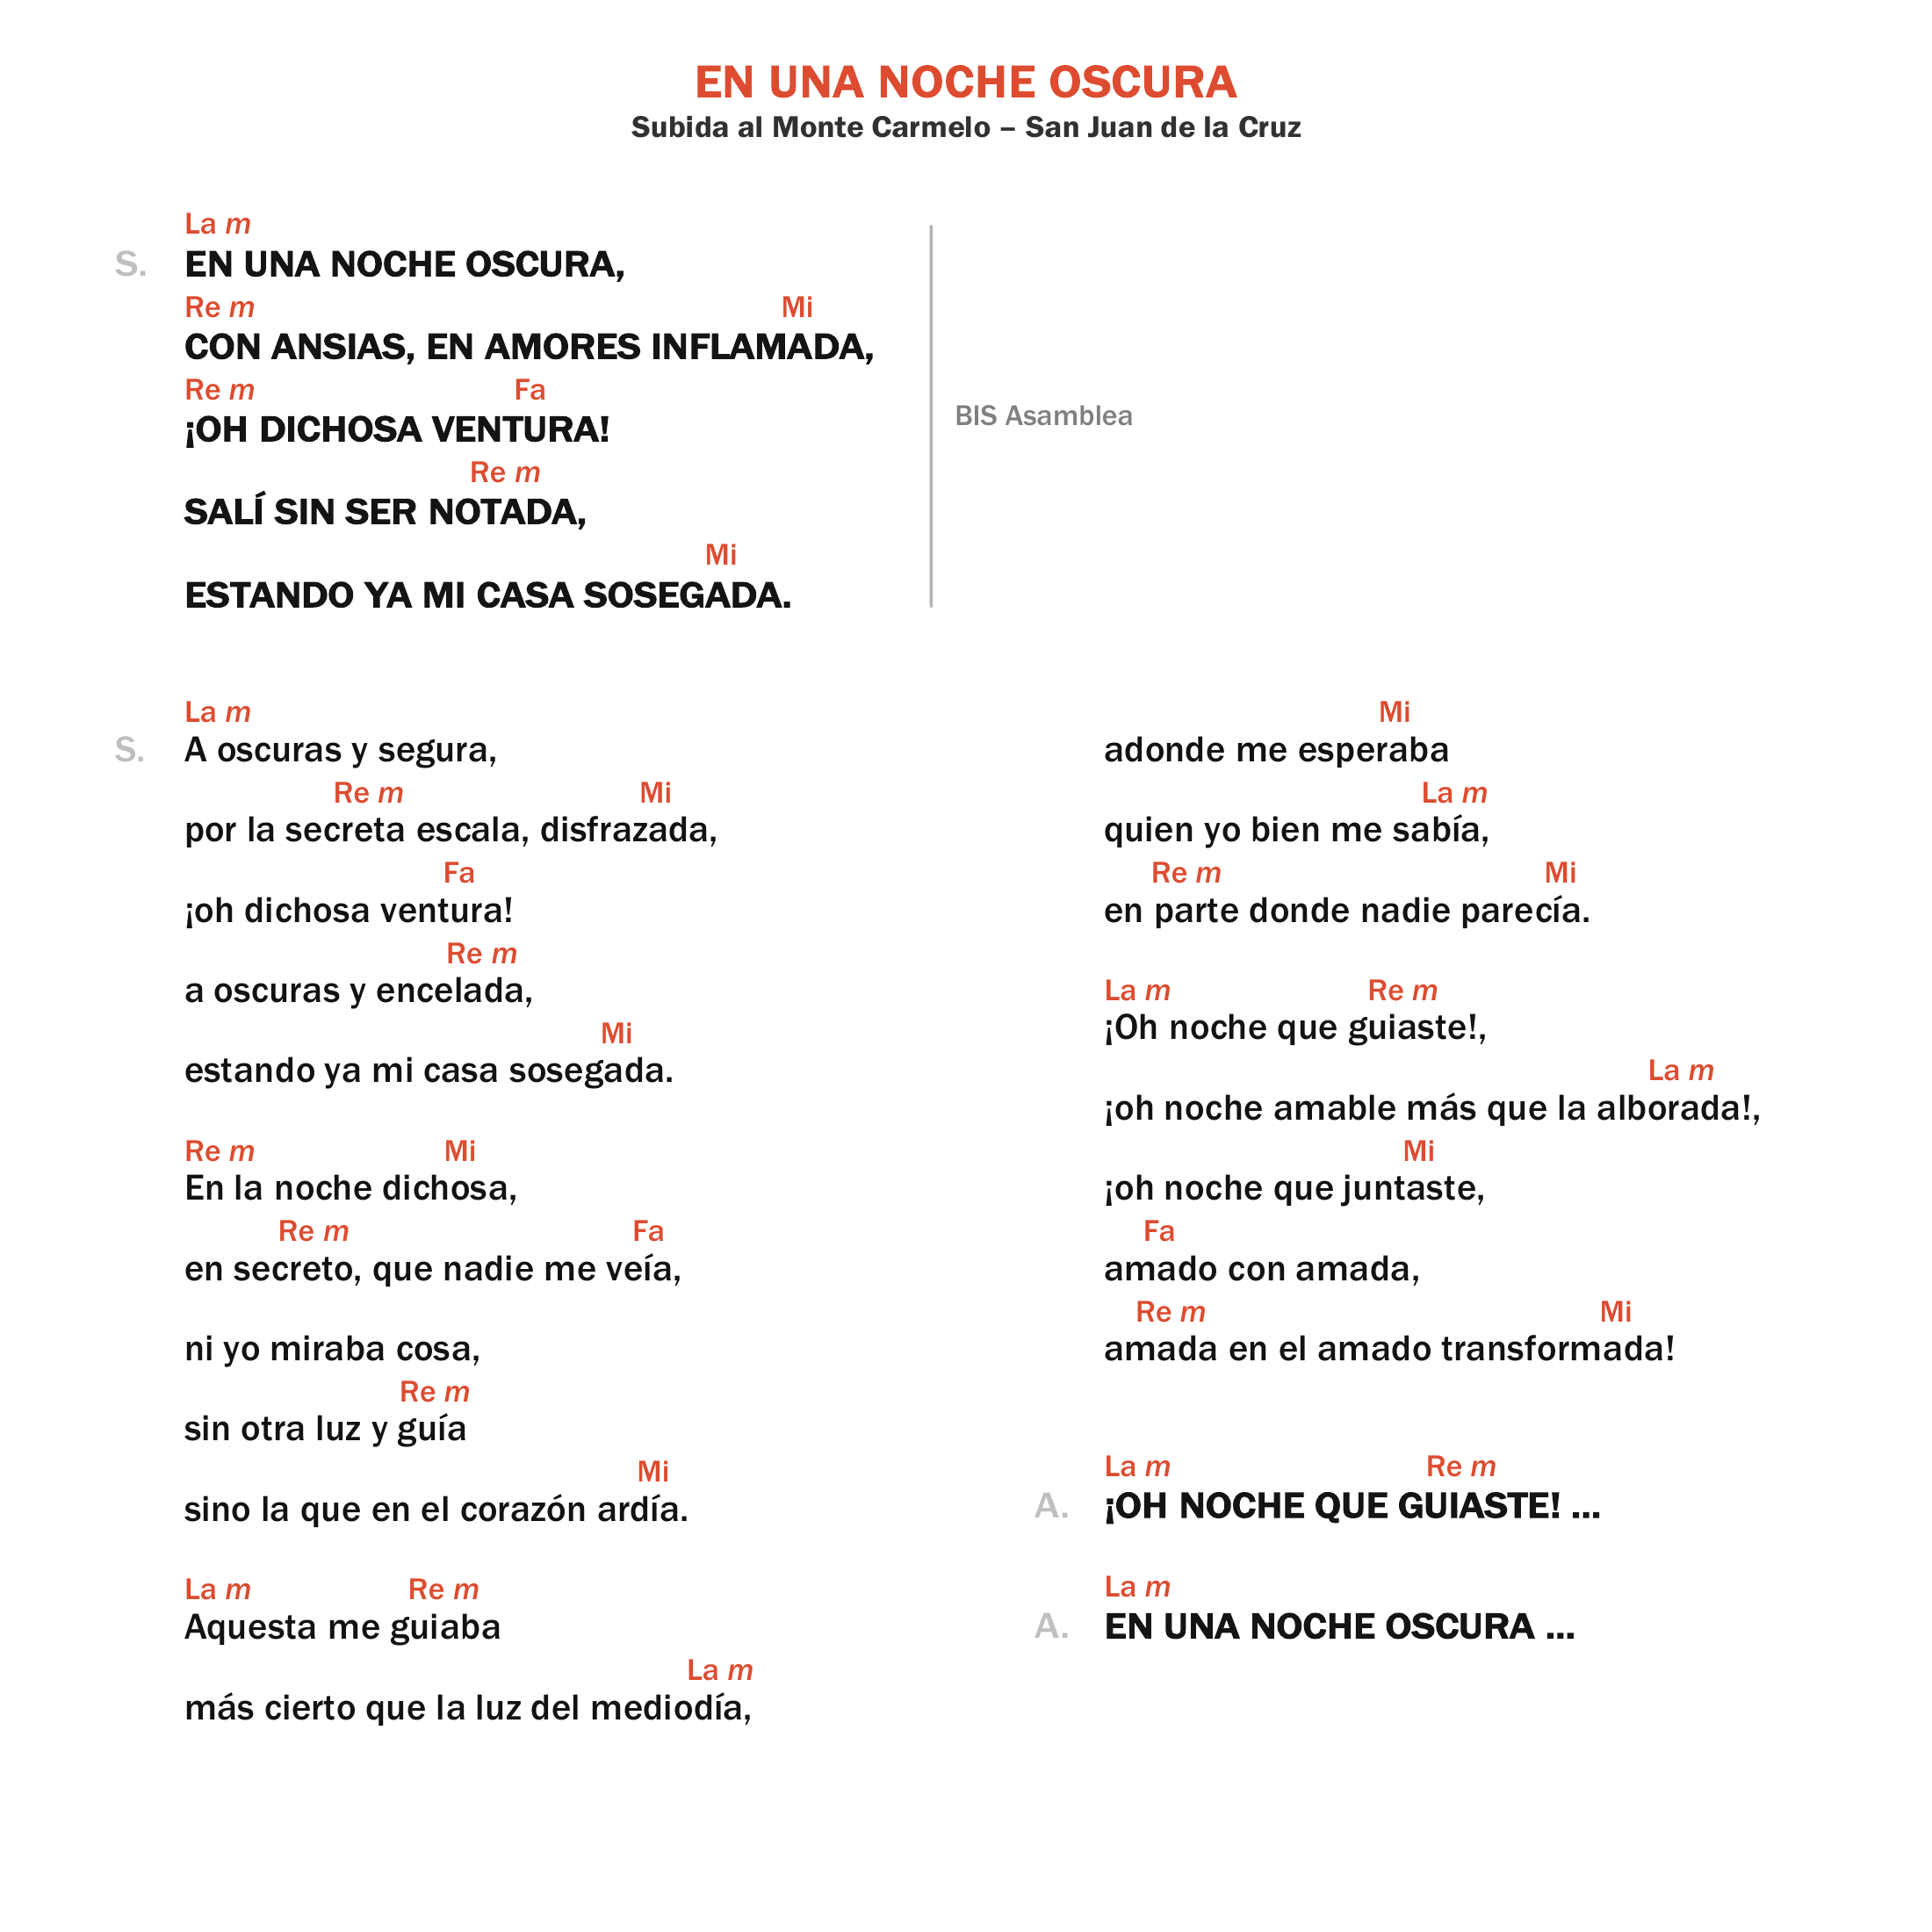 EN UNA NOCHE OSCURA
Subida al Monte Carmelo – San Juan de la Cruz
La m
S. EN UNA NOCHE OSCURA,
Re m Mi
CON ANSIAS, EN AMORES INFLAMADA,
Re m Fa
¡OH DICHOSA VENTURA!
BIS Asamblea
Re m
SALÍ SIN SER NOTADA,
Mi
ESTANDO YA MI CASA SOSEGADA.
La m
S. A oscuras y segura,
Re m Mi
por la secreta escala, disfrazada,
Fa
¡oh dichosa ventura!
Re m
a oscuras y encelada,
Mi
estando ya mi casa sosegada.
Re m Mi
En la noche dichosa,
Re m Fa
en secreto, que nadie me veía,
ni yo miraba cosa,
Re m
sin otra luz y guía
Mi
sino la que en el corazón ardía.
La m Re m
Aquesta me guiaba
La m
más cierto que la luz del mediodía,
Mi
adonde me esperaba
La m
quien yo bien me sabía,
Re m Mi
en parte donde nadie parecía.
La m Re m
¡Oh noche que guiaste!,
La m
¡oh noche amable más que la alborada!,
Mi
¡oh noche que juntaste,
Fa
amado con amada,
Re m Mi
amada en el amado transformada!
La m Re m
A. ¡OH NOCHE QUE GUIASTE! ...
La m
A. EN UNA NOCHE OSCURA ...